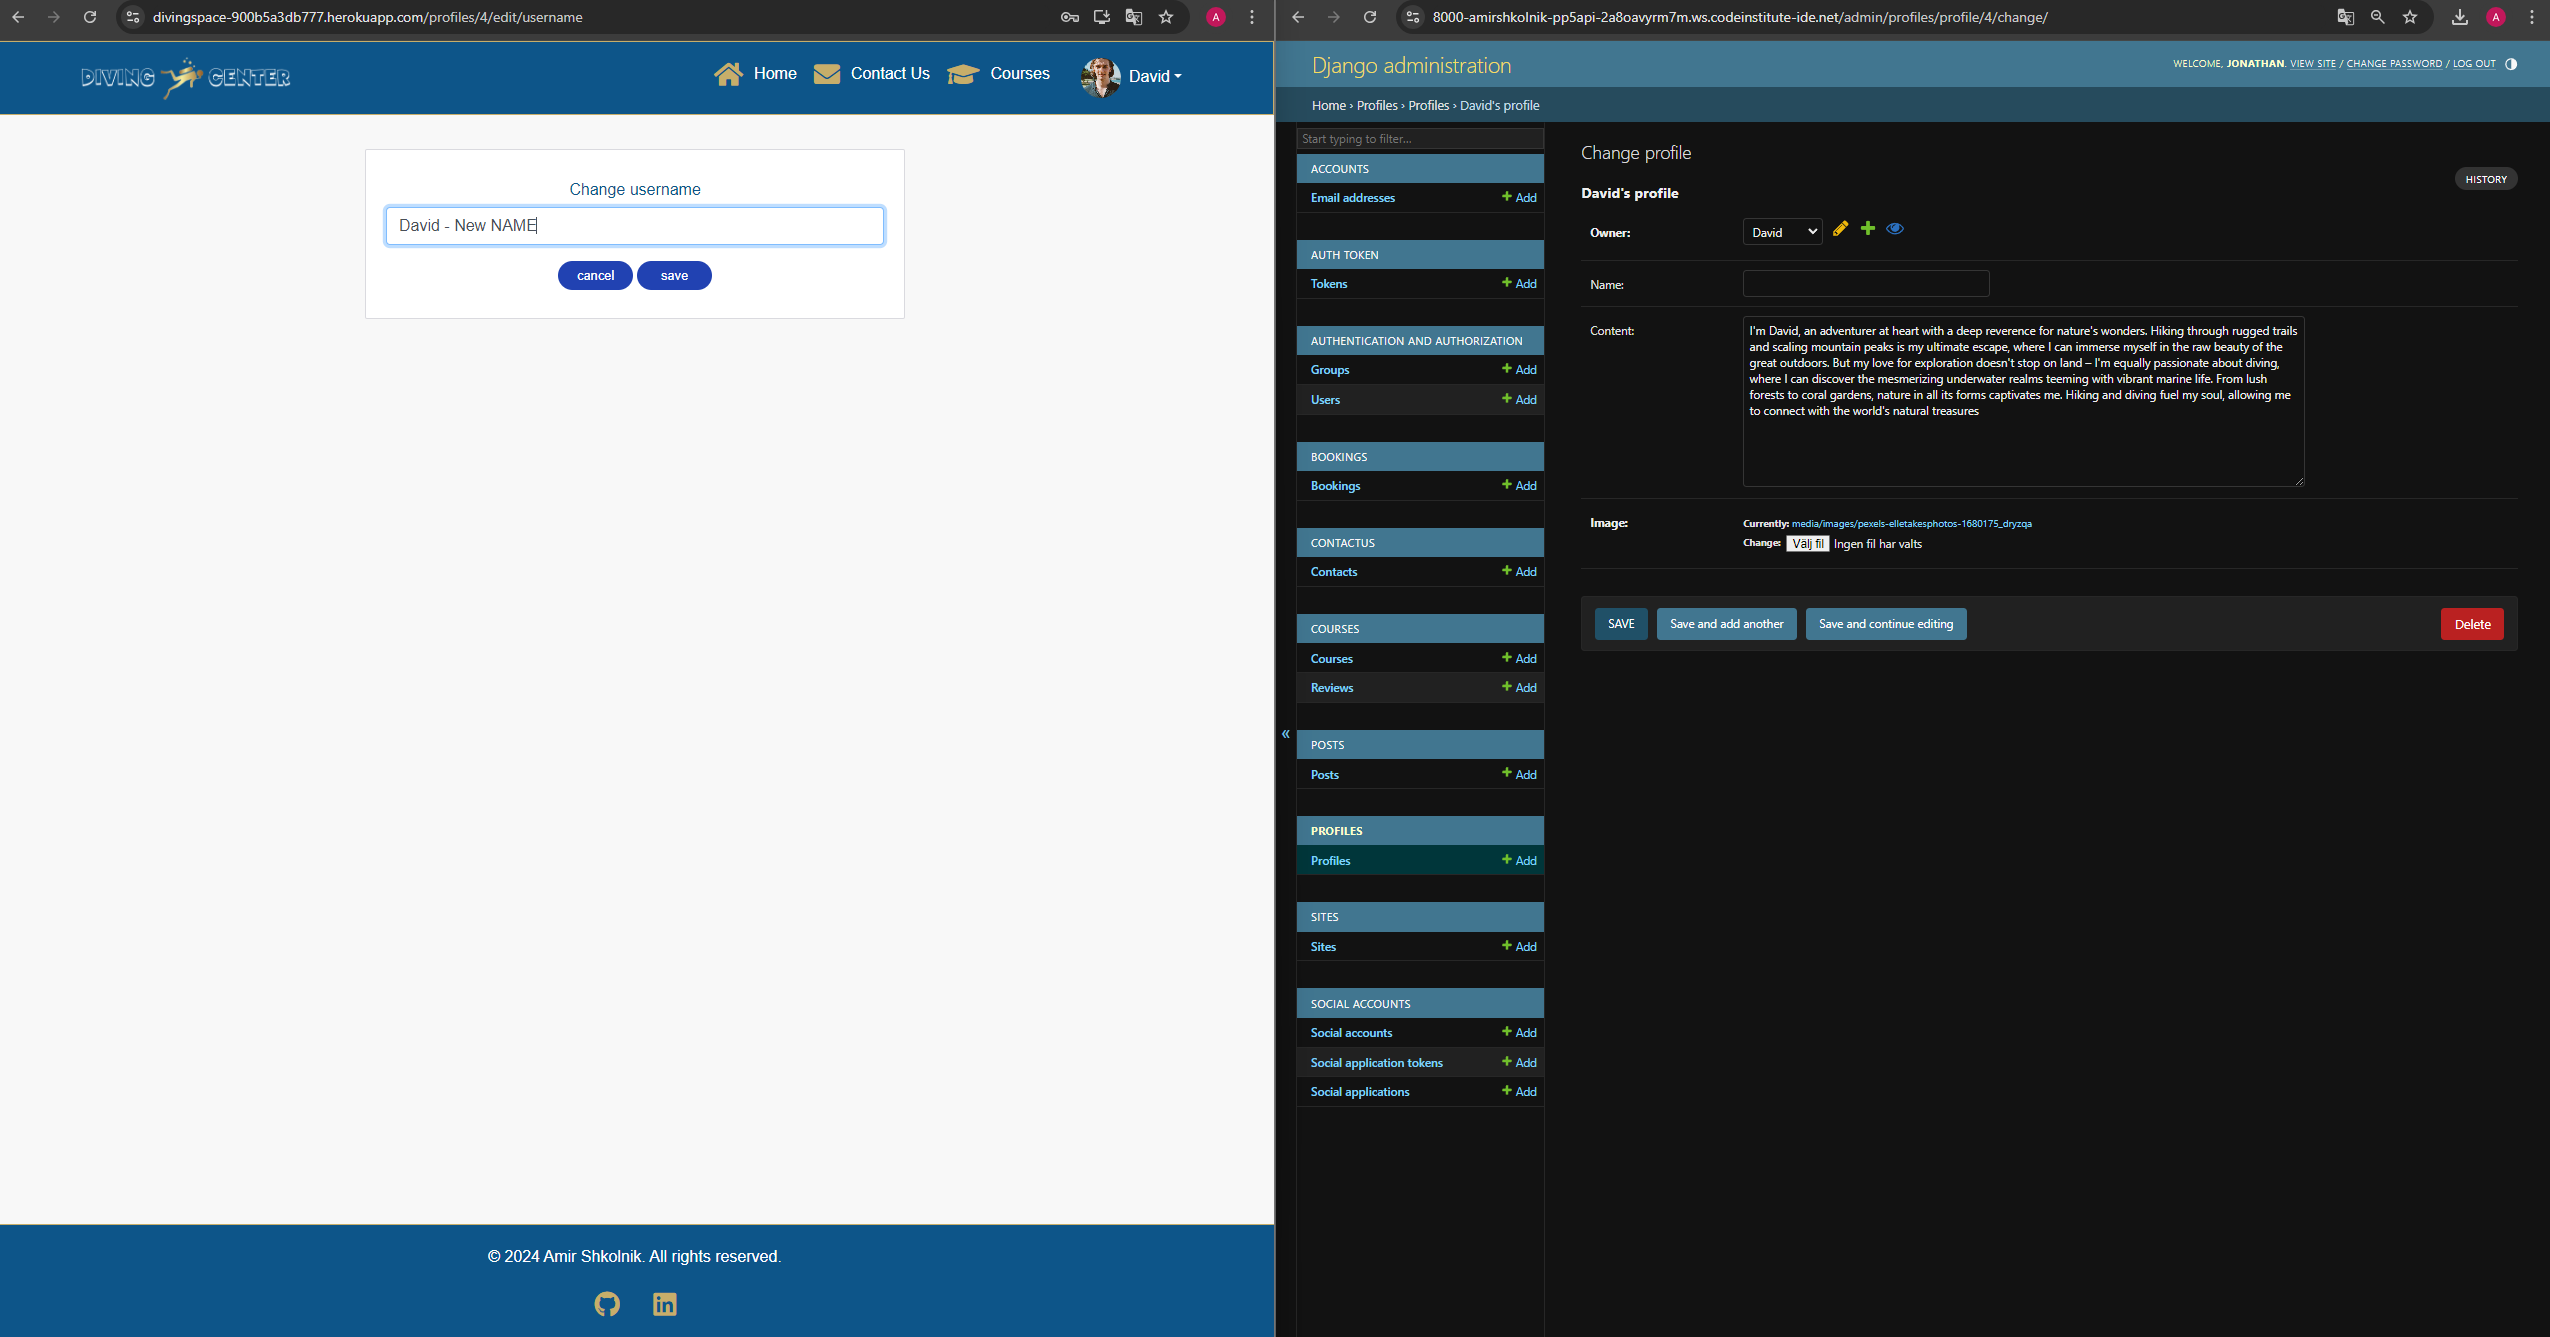 divingspace-900b5a3db777.herokuapp.com/profiles/4/edit/username
A
DIVING CENTER
Home
Contact Us
Courses
David
Change username
David - New NAME
cancel
save
© 2024 Amir Shkolnik. All rights reserved.
in
8000-amirshkolnik-pp5api-2a8oavyrm7m.ws.codeinstitute-ide.net/admin/profiles/profile/4/change/
A
Django administration
WELCOME, JONATHAN. VIEW SITE / CHANGE PASSWORD / LOG OUT
Home › Profiles › Profiles › David's profile
Start typing to filter...
ACCOUNTS
Email addresses + Add
AUTH TOKEN
Tokens + Add
AUTHENTICATION AND AUTHORIZATION
Groups + Add
Users + Add
BOOKINGS
Bookings + Add
CONTACTUS
Contacts + Add
COURSES
Courses + Add
Reviews + Add
«
POSTS
Posts + Add
PROFILES
Profiles + Add
SITES
Sites + Add
SOCIAL ACCOUNTS
Social accounts + Add
Social application tokens + Add
Social applications + Add
Change profile
HISTORY
David's profile
Owner: David
Name:
Content:
I'm David, an adventurer at heart with a deep reverence for nature's wonders. Hiking through rugged trails
and scaling mountain peaks is my ultimate escape, where I can immerse myself in the raw beauty of the
great outdoors. But my love for exploration doesn't stop on land – I'm equally passionate about diving,
where I can discover the mesmerizing underwater realms teeming with vibrant marine life. From lush
forests to coral gardens, nature in all its forms captivates me. Hiking and diving fuel my soul, allowing me
to connect with the world's natural treasures
Image:
Currently: media/images/pexels-elletakesphotos-1680175_dryzqa
Change: Välj fil Ingen fil har valts
SAVE
Save and add another
Save and continue editing
Delete